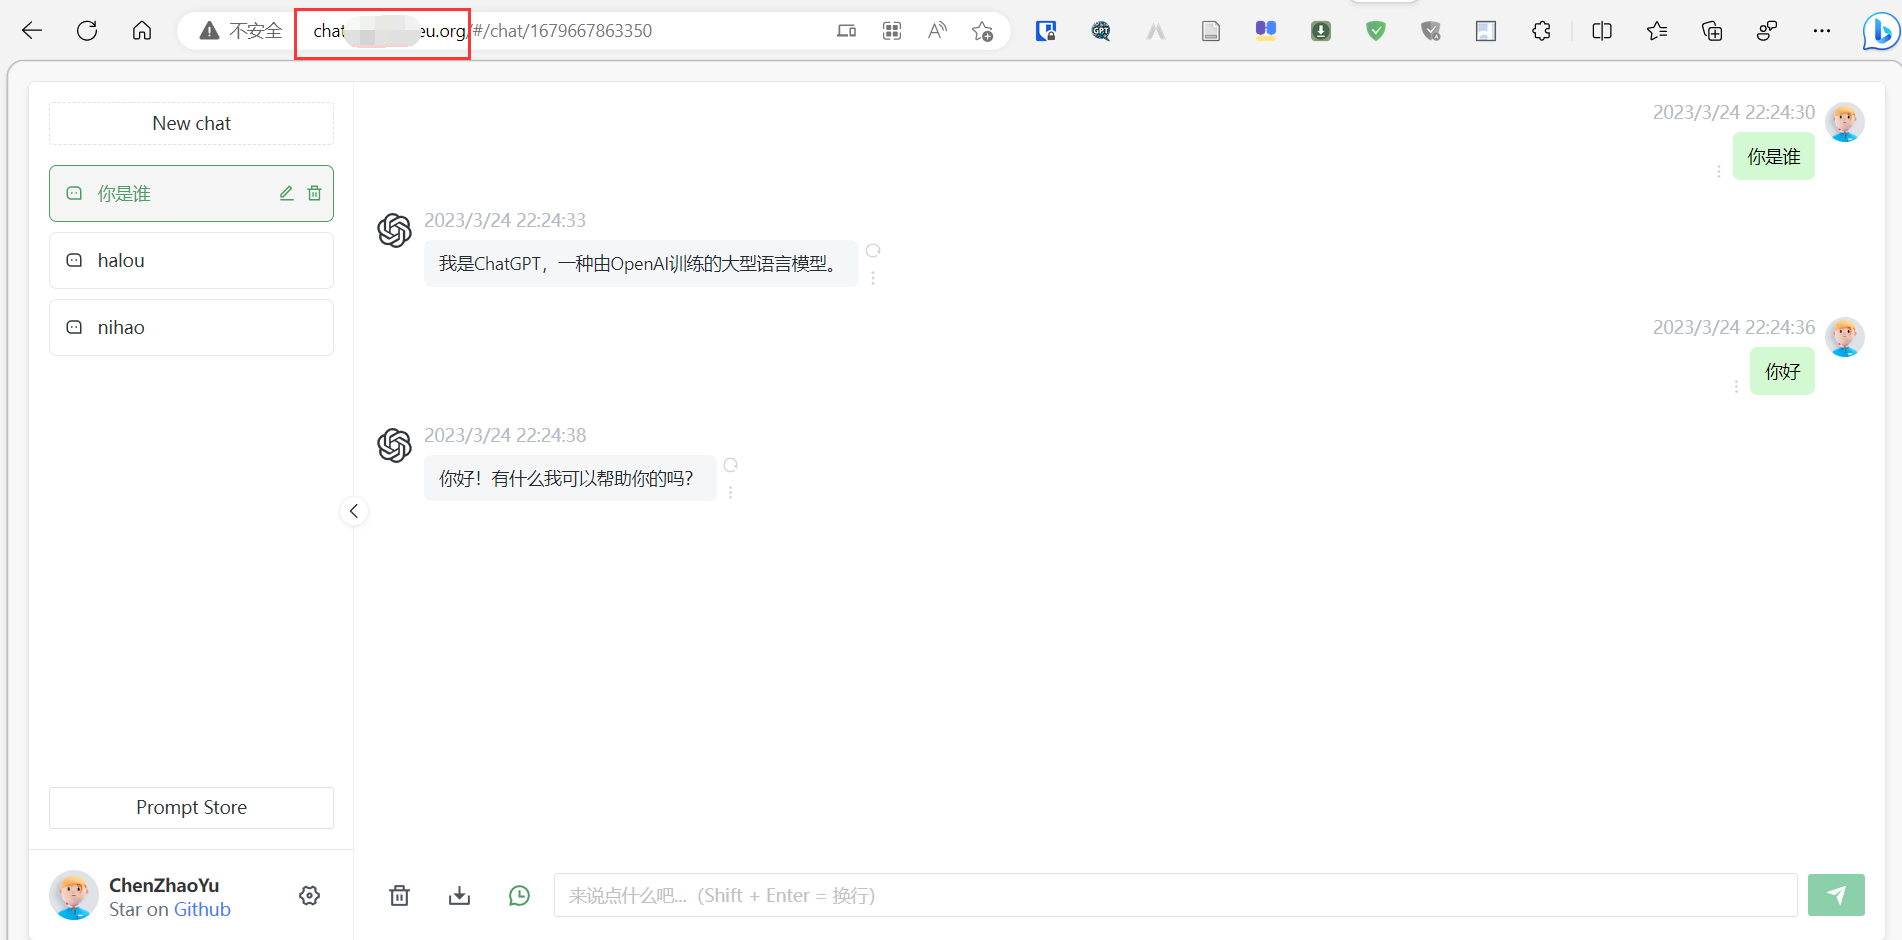 不安全
chat
eu.org/#/chat/1679667863350
GPT
New chat
你是谁
halou
nihao
2023/3/24 22:24:30
你是谁
2023/3/24 22:24:33
我是ChatGPT，一种由OpenAI训练的大型语言模型。
2023/3/24 22:24:36
你好
2023/3/24 22:24:38
你好！有什么我可以帮助你的吗？
Prompt Store
ChenZhaoYu
Star on Github
来说点什么吧...（Shift + Enter = 换行）